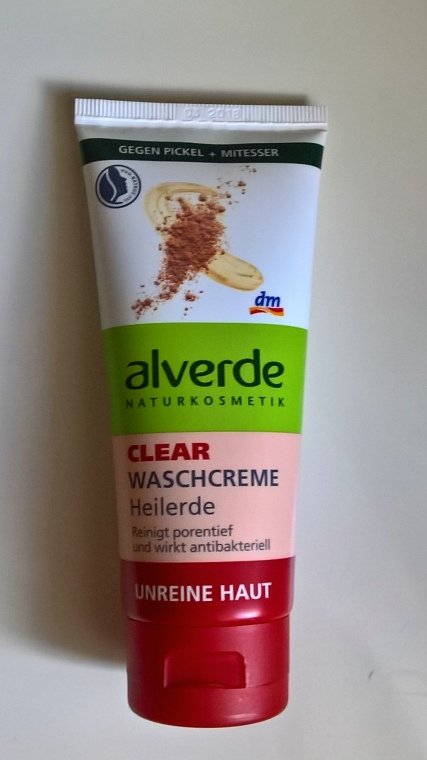 GEGEN PICKEL + MITESSER
dm
alverde
NATURKOSMETIK
CLEAR
WASCHCREME
Heilerde
Reinigt porentief
und wirkt antibakteriell
UNREINE HAUT